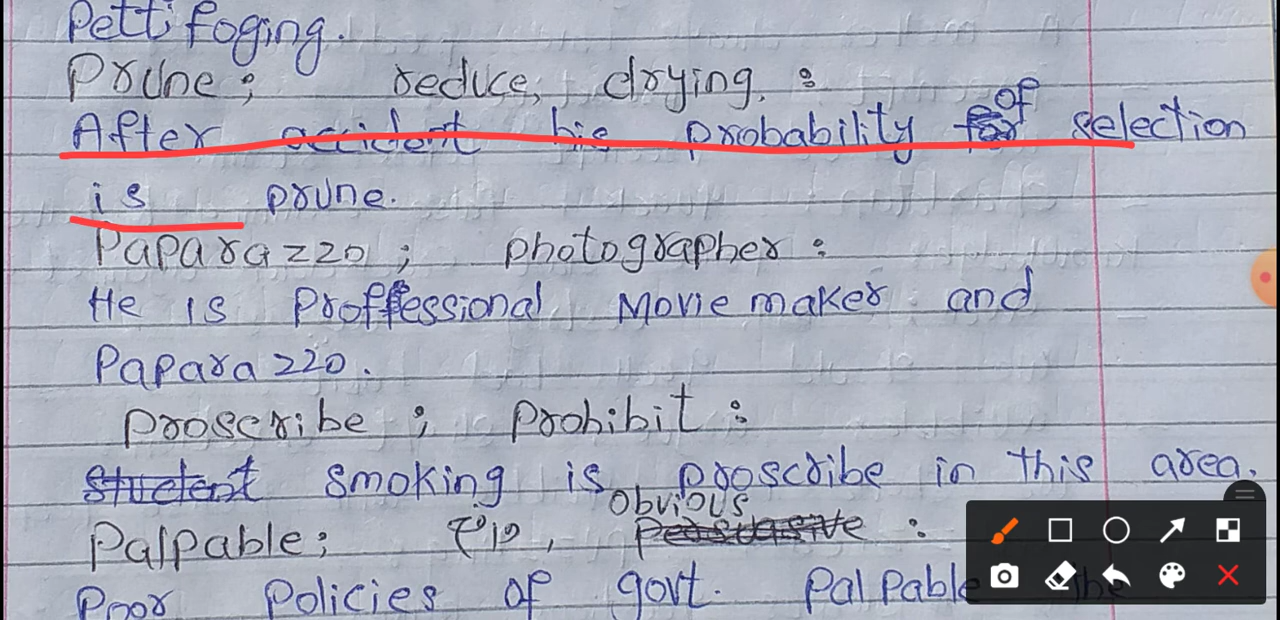 Pettifoging.
Prune; reduce, drying. :
After accident his probability of selection
is prune.
Paparazzo; photographer:
He is Proffessional Movie maker and
Paparazzo.
Proscribe; Prohibit:
Smoking is proscribe in this area.
Obvious
Palpable; :
Poor Policies of govt. Palpable